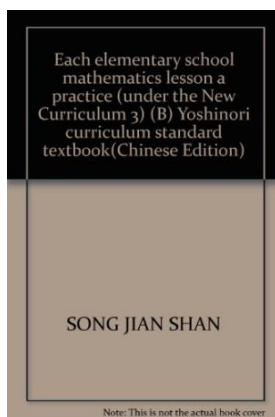 Each elementary school
mathematics lesson a
practice (under the New
Curriculum 3) (B) Yoshinori
curriculum standard
textbook(Chinese Edition)
SONG JIAN SHAN
Note: This is not the actual book cover